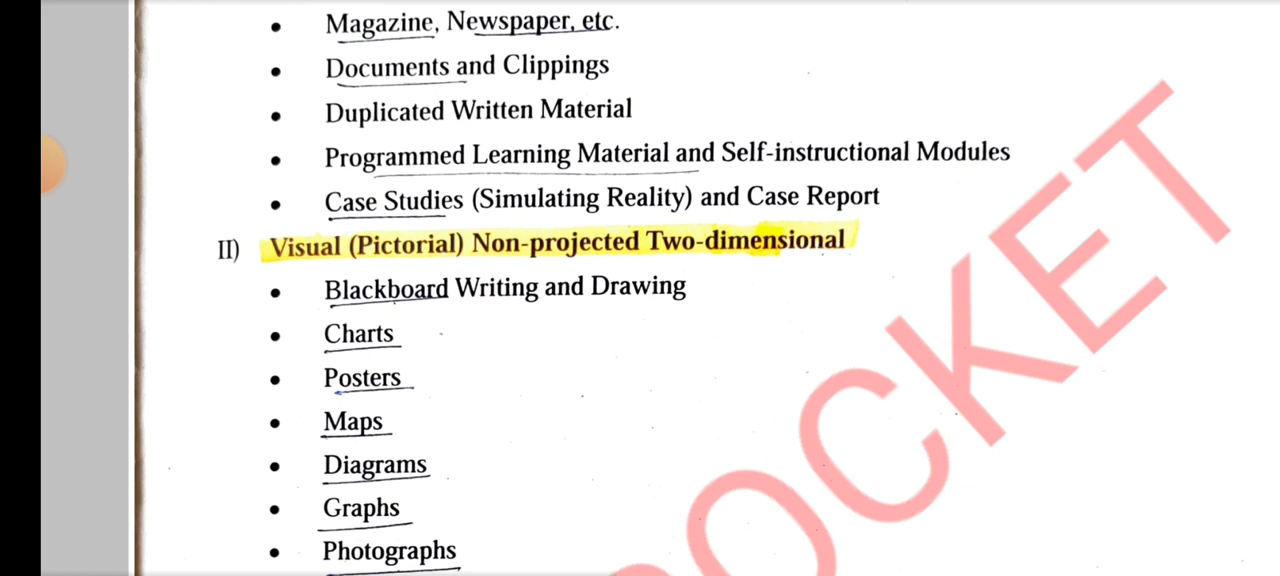 • Magazine, Newspaper, etc.
• Documents and Clippings
• Duplicated Written Material
• Programmed Learning Material and Self-instructional Modules
• Case Studies (Simulating Reality) and Case Report
II) Visual (Pictorial) Non-projected Two-dimensional
• Blackboard Writing and Drawing
• Charts
• Posters
• Maps
• Diagrams
• Graphs
• Photographs
OCKET